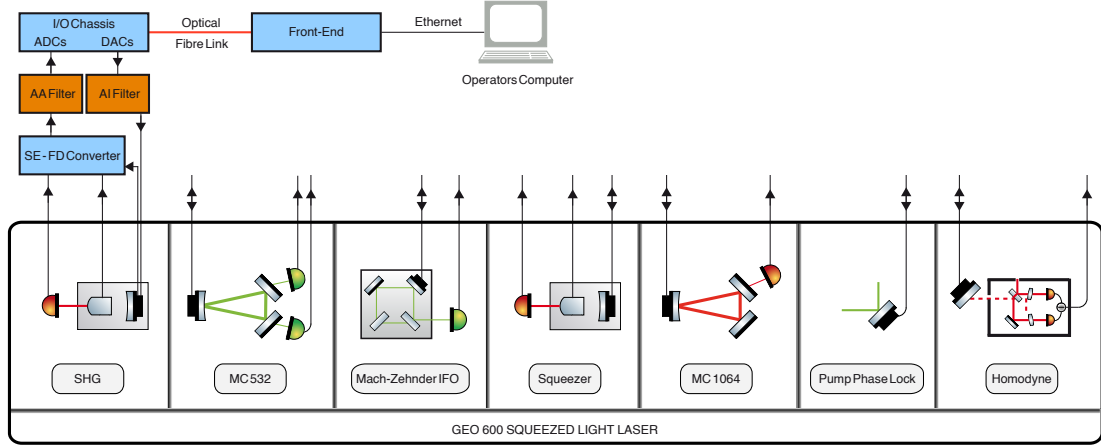 I/O Chassis
ADCs DACs
Optical
Fibre Link
Front-End
Ethernet
Operators Computer
AA Filter
AI Filter
SE-FD Converter
SHG
MC 532
Mach-Zehnder IFO
Squeezer
MC 1064
Pump Phase Lock
Homodyne
GEO 600 SQUEEZED LIGHT LASER